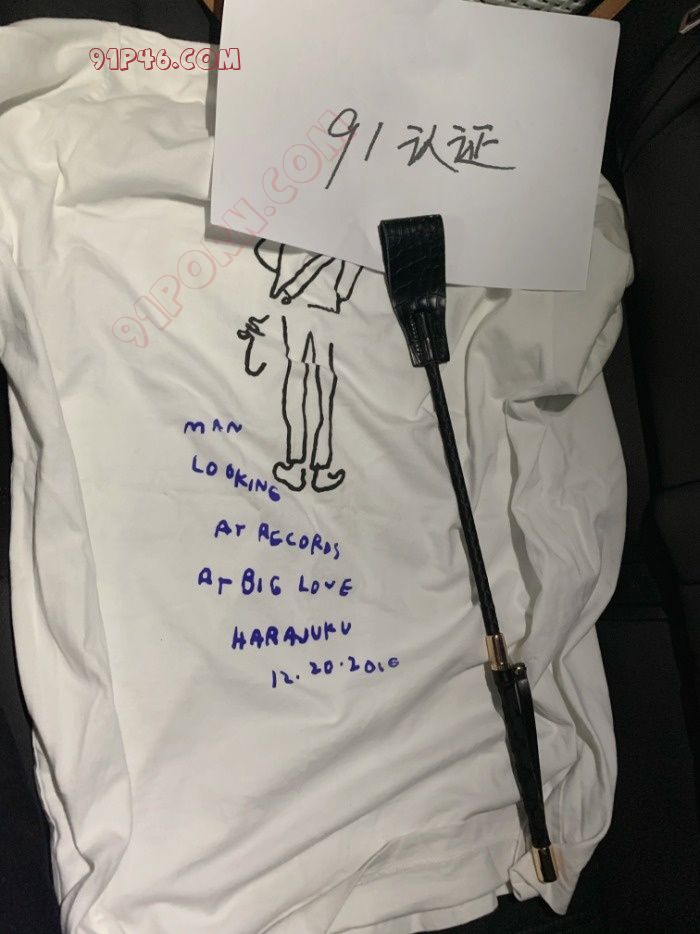 91P46.COM
91认证
91PORN.COM
MAN
LOOKING
AT RECORDS
AT BIG LOVE
HARAJUKU
12.20.2016